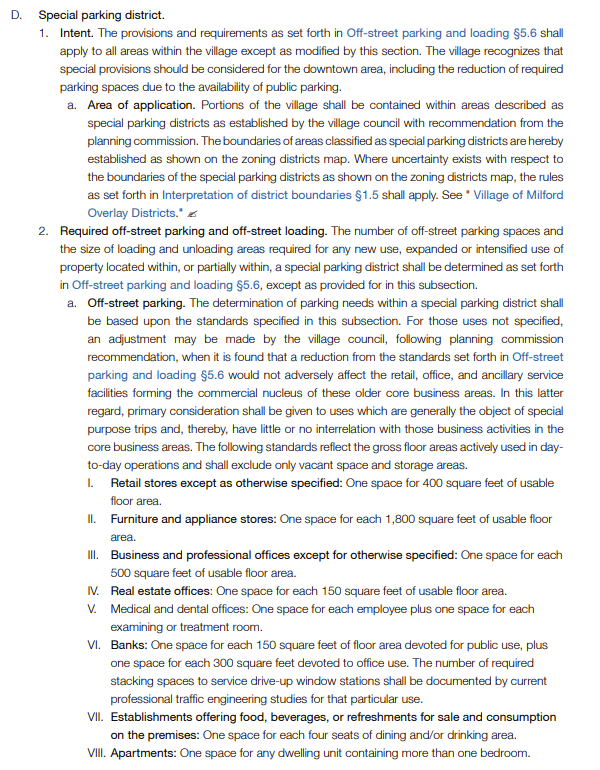 D. Special parking district.
1. Intent. The provisions and requirements as set forth in Off-street parking and loading §5.6 shall
apply to all areas within the village except as modified by this section. The village recognizes that
special provisions should be considered for the downtown area, including the reduction of required
parking spaces due to the availability of public parking.
a. Area of application. Portions of the village shall be contained within areas described as
special parking districts as established by the village council with recommendation from the
planning commission. The boundaries of areas classified as special parking districts are hereby
established as shown on the zoning districts map. Where uncertainty exists with respect to
the boundaries of the special parking districts as shown on the zoning districts map, the rules
as set forth in Interpretation of district boundaries §1.5 shall apply. See " Village of Milford
Overlay Districts."
2. Required off-street parking and off-street loading. The number of off-street parking spaces and
the size of loading and unloading areas required for any new use, expanded or intensified use of
property located within, or partially within, a special parking district shall be determined as set forth
in Off-street parking and loading §5.6, except as provided for in this subsection.
a. Off-street parking. The determination of parking needs within a special parking district shall
be based upon the standards specified in this subsection. For those uses not specified,
an adjustment may be made by the village council, following planning commission
recommendation, when it is found that a reduction from the standards set forth in Off-street
parking and loading §5.6 would not adversely affect the retail, office, and ancillary service
facilities forming the commercial nucleus of these older core business areas. In this latter
regard, primary consideration shall be given to uses which are generally the object of special
purpose trips and, thereby, have little or no interrelation with those business activities in the
core business areas. The following standards reflect the gross floor areas actively used in day-
to-day operations and shall exclude only vacant space and storage areas.
I. Retail stores except as otherwise specified: One space for 400 square feet of usable
floor area.
II. Furniture and appliance stores: One space for each 1,800 square feet of usable floor
area.
III. Business and professional offices except for otherwise specified: One space for each
500 square feet of usable floor area.
IV. Real estate offices: One space for each 150 square feet of usable floor area.
V. Medical and dental offices: One space for each employee plus one space for each
examining or treatment room.
VI. Banks: One space for each 150 square feet of floor area devoted for public use, plus
one space for each 300 square feet devoted to office use. The number of required
stacking spaces to service drive-up window stations shall be documented by current
professional traffic engineering studies for that particular use.
VII. Establishments offering food, beverages, or refreshments for sale and consumption
on the premises: One space for each four seats of dining and/or drinking area.
VIII. Apartments: One space for any dwelling unit containing more than one bedroom.